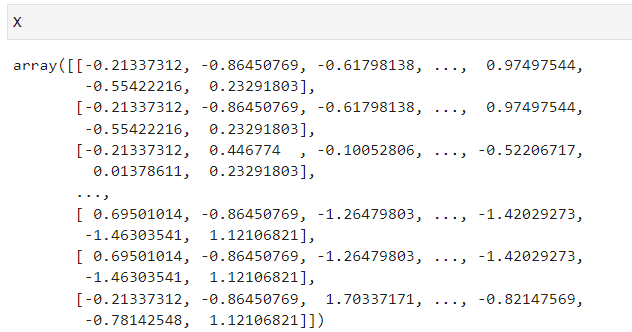 X
array([[-0.21337312, -0.86450769, -0.61798138, ...,  0.97497544,
        -0.55422216,  0.23291803],
       [-0.21337312, -0.86450769, -0.61798138, ...,  0.97497544,
        -0.55422216,  0.23291803],
       [-0.21337312,  0.446774  , -0.10052806, ..., -0.52206717,
         0.01378611,  0.23291803],
       ...,
       [ 0.69501014, -0.86450769, -1.26479803, ..., -1.42029273,
        -1.46303541,  1.12106821],
       [ 0.69501014, -0.86450769, -1.26479803, ..., -1.42029273,
        -1.46303541,  1.12106821],
       [-0.21337312, -0.86450769,  1.70337171, ..., -0.82147569,
        -0.78142548,  1.12106821]])